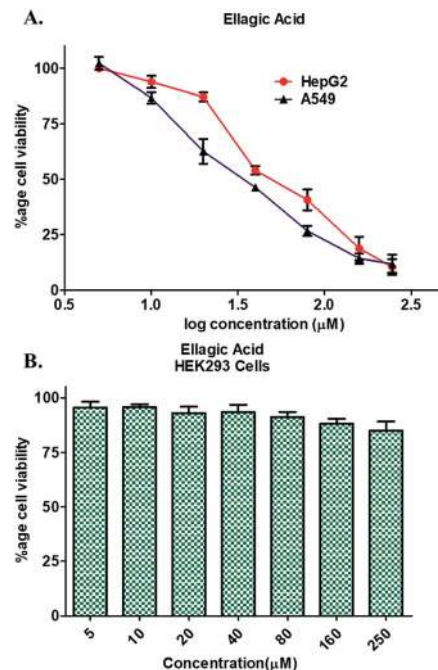 A.
Ellagic Acid
HepG2
A549
%age cell viability
100
75
50
25
0
0.5 1.0 1.5 2.0 2.5
log concentration (μM)
B.
Ellagic Acid
HEK293 Cells
%age cell viability
100
75
50
25
0
5 10 20 40 80 160 250
Concentration(μM)